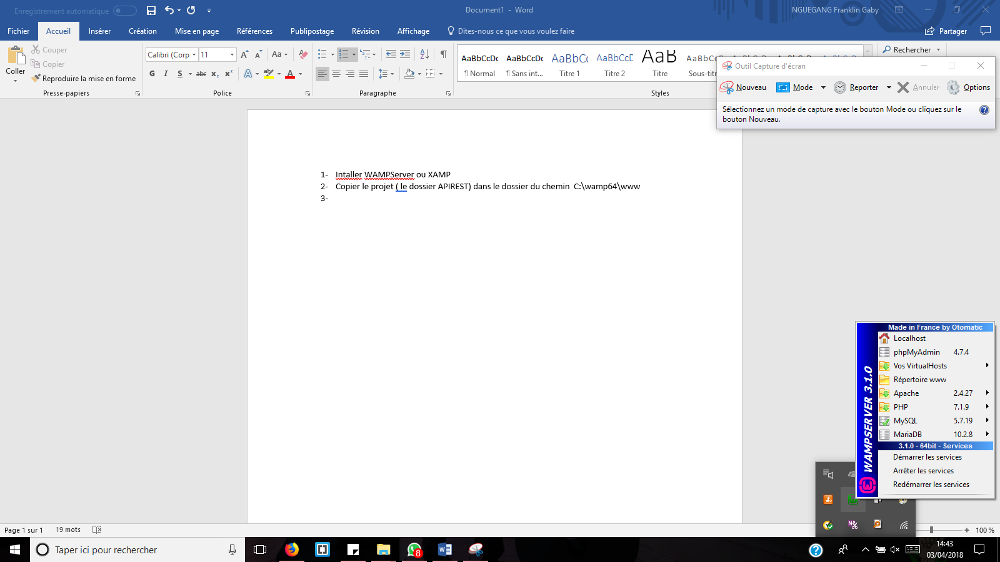 Enregistrement automatique
Document1 - Word
NGUEGANG Franklin Gaby
Fichier Accueil Insérer Création Mise en page Références Publipostage Révision Affichage Dites-nous ce que vous voulez faire Partager
Coller
Couper
Copier
Reproduire la mise en forme
Presse-papiers
Calibri (Corp 11
Aa
G I S abc x₂ x² A ab A
Police
Paragraphe
AaBbCcDc AaBbCcDc AaBbCc AaBbCcD AaB AaBbCcD
¶ Normal ¶ Sans int... Titre 1 Titre 2 Titre Sous-titr
Styles
Rechercher
Outil Capture d'écran
Nouveau Mode Reporter Annuler Options
Sélectionnez un mode de capture avec le bouton Mode ou cliquez sur le
bouton Nouveau.
1- Intaller WAMPServer ou XAMP
2- Copier le projet ( le dossier APIREST) dans le dossier du chemin C:\wamp64\www
3-
WAMPSERVER 3.1.0
Made in France by Otomatic
Localhost
phpMyAdmin 4.7.4
Vos VirtualHosts
Répertoire www
Apache 2.4.27
PHP 7.1.9
MySQL 5.7.19
MariaDB 10.2.8
3.1.0 - 64bit - Services
Démarrer les services
Arrêter les services
Redémarrer les services
Page 1 sur 1 19 mots
100 %
Taper ici pour rechercher
8
14:43
03/04/2018